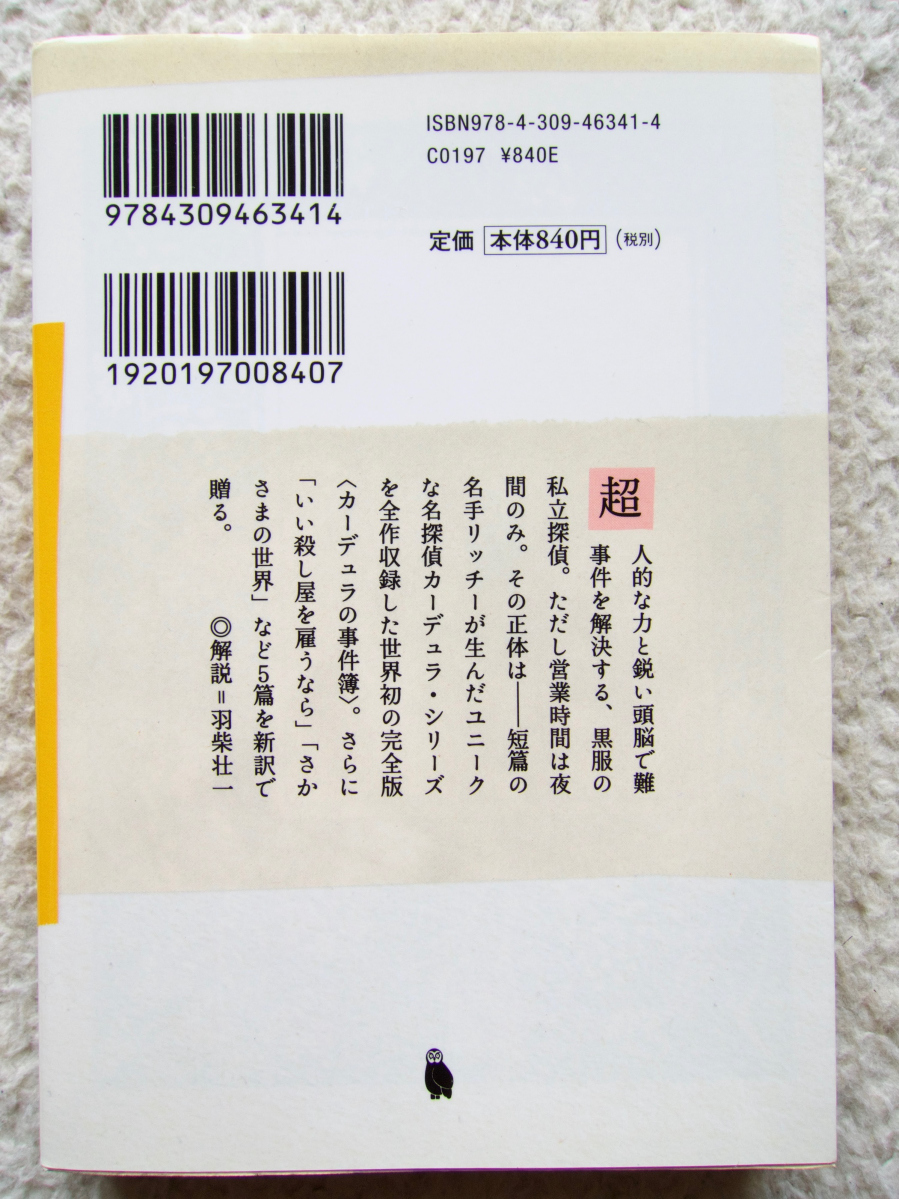 9784309463414
ISBN978-4-309-46341-4
C0197 ¥840E
定価 本体840円 (税別)
1920197008407
超人的な力と鋭い頭脳で難
事件を解決する、黒服の
私立探偵。ただし営業時間は夜
間のみ。その正体は――短篇の
名手リッチーが生んだユニーク
な名探偵カーデュラ・シリーズ
を全作収録した世界初の完全版
〈カーデュラの事件簿〉。さらに
「いい殺し屋を雇うなら」「さか
さまの世界」など5篇を新訳で
贈る。 ◎解説=羽柴壮一